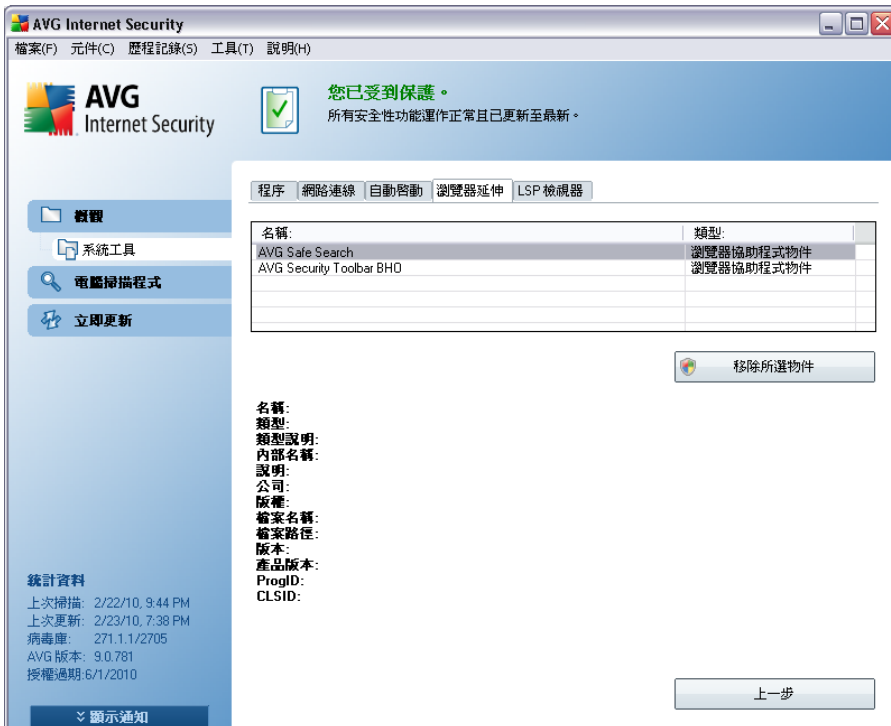 AVG Internet Security
檔案(F) 元件(C) 歷程記錄(S) 工具(T) 說明(H)
AVG
Internet Security
您已受到保護。
所有安全性功能運作正常且已更新至最新。
程序 網路連線 自動啓動 瀏覽器延伸 LSP 檢視器
概觀
系統工具
電腦掃描程式
立即更新
名稱: 類型:
AVG Safe Search 瀏覽器協助程式物件
AVG Security Toolbar BHO 瀏覽器協助程式物件
移除所選物件
名稱:
類型:
類型說明:
內部名稱:
說明:
公司:
版權:
檔案名稱:
檔案路徑:
版本:
產品版本:
ProgID:
CLSID:
統計資料
上次掃描: 2/22/10, 9:44 PM
上次更新: 2/23/10, 7:38 PM
病毒庫: 271.1.1/2705
AVG 版本: 9.0.781
授權過期:6/1/2010
顯示通知
上一步